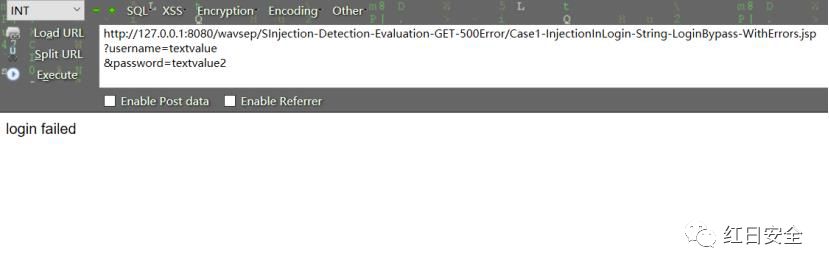 INT SQL XSS Encryption Encoding Other
Load URL
Split URL
Execute
http://127.0.0.1:8080/wavsep/SInjection-Detection-Evaluation-GET-500Error/Case1-InjectionInLogin-String-LoginBypass-WithErrors.jsp
?username=textvalue
&password=textvalue2
Enable Post data Enable Referrer
login failed
红日安全